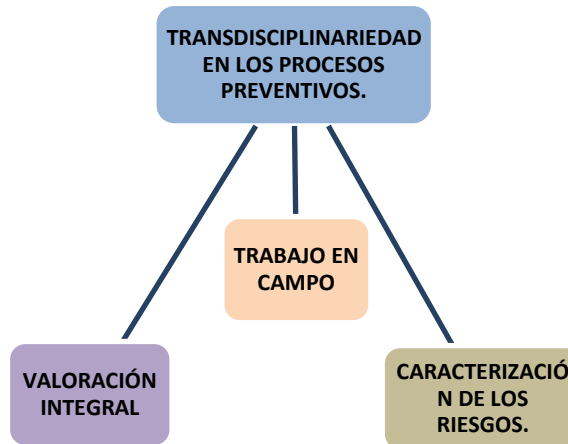 TRANSDISCIPLINARIEDAD
EN LOS PROCESOS
PREVENTIVOS.
TRABAJO EN
CAMPO
VALORACIÓN
INTEGRAL
CARACTERIZACIÓ
N DE LOS
RIESGOS.